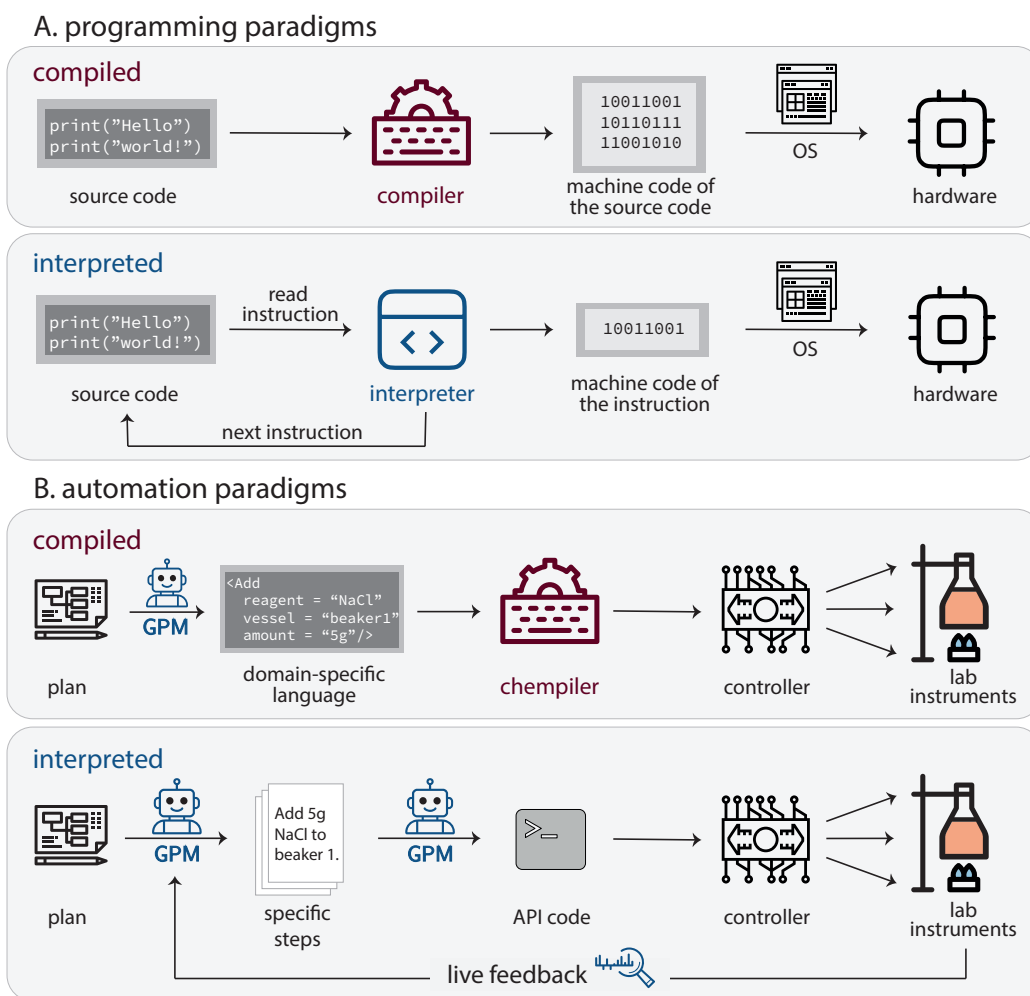 A. programming paradigms
compiled
print("Hello")
print("world!")
source code
compiler
10011001
10110111
11001010
machine code of
the source code
OS
hardware
interpreted
print("Hello")
print("world!")
source code
read
instruction
interpreter
next instruction
10011001
machine code of
the instruction
OS
hardware
B. automation paradigms
compiled
plan
GPM
<Add
reagent = “NaCl”
vessel = “beaker1”
amount = “5g”/>
domain-specific
language
chempiler
controller
lab
instruments
interpreted
plan
GPM
Add 5g
NaCl to
beaker 1.
specific
steps
GPM
>_
API code
controller
lab
instruments
live feedback